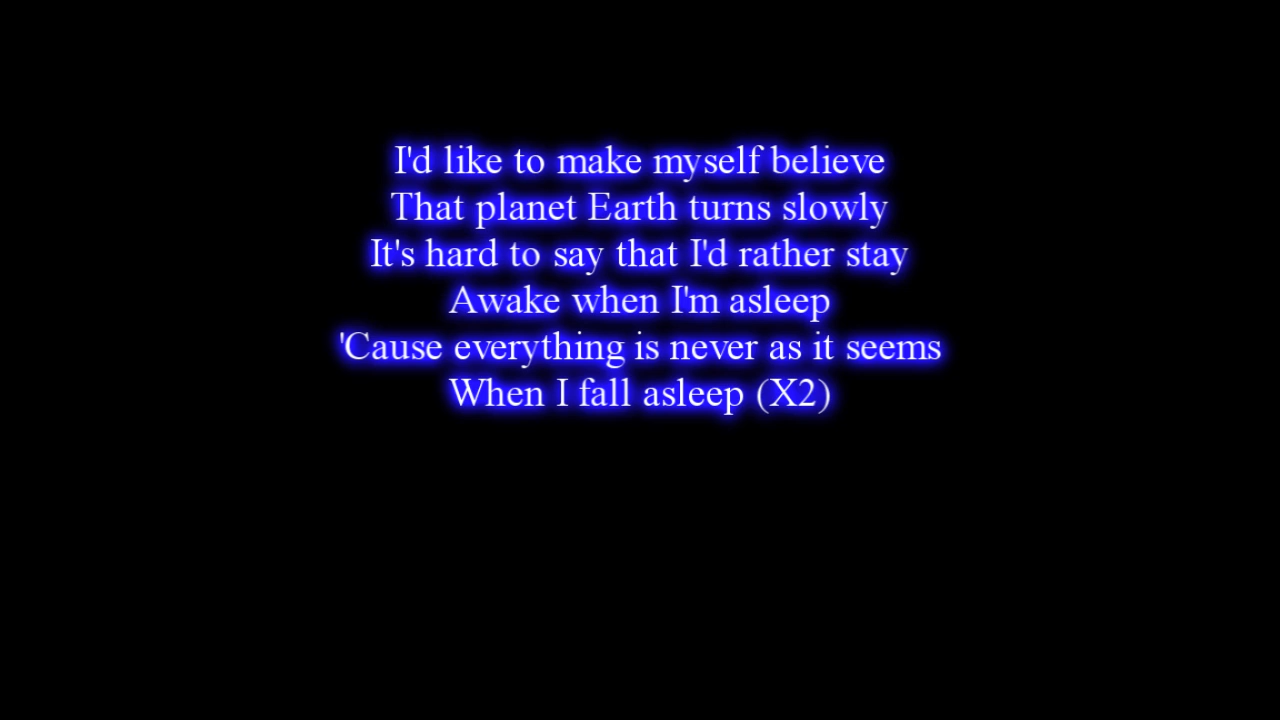 I'd like to make myself believe
That planet Earth turns slowly
It's hard to say that I'd rather stay
Awake when I'm asleep
'Cause everything is never as it seems
When I fall asleep (X2)